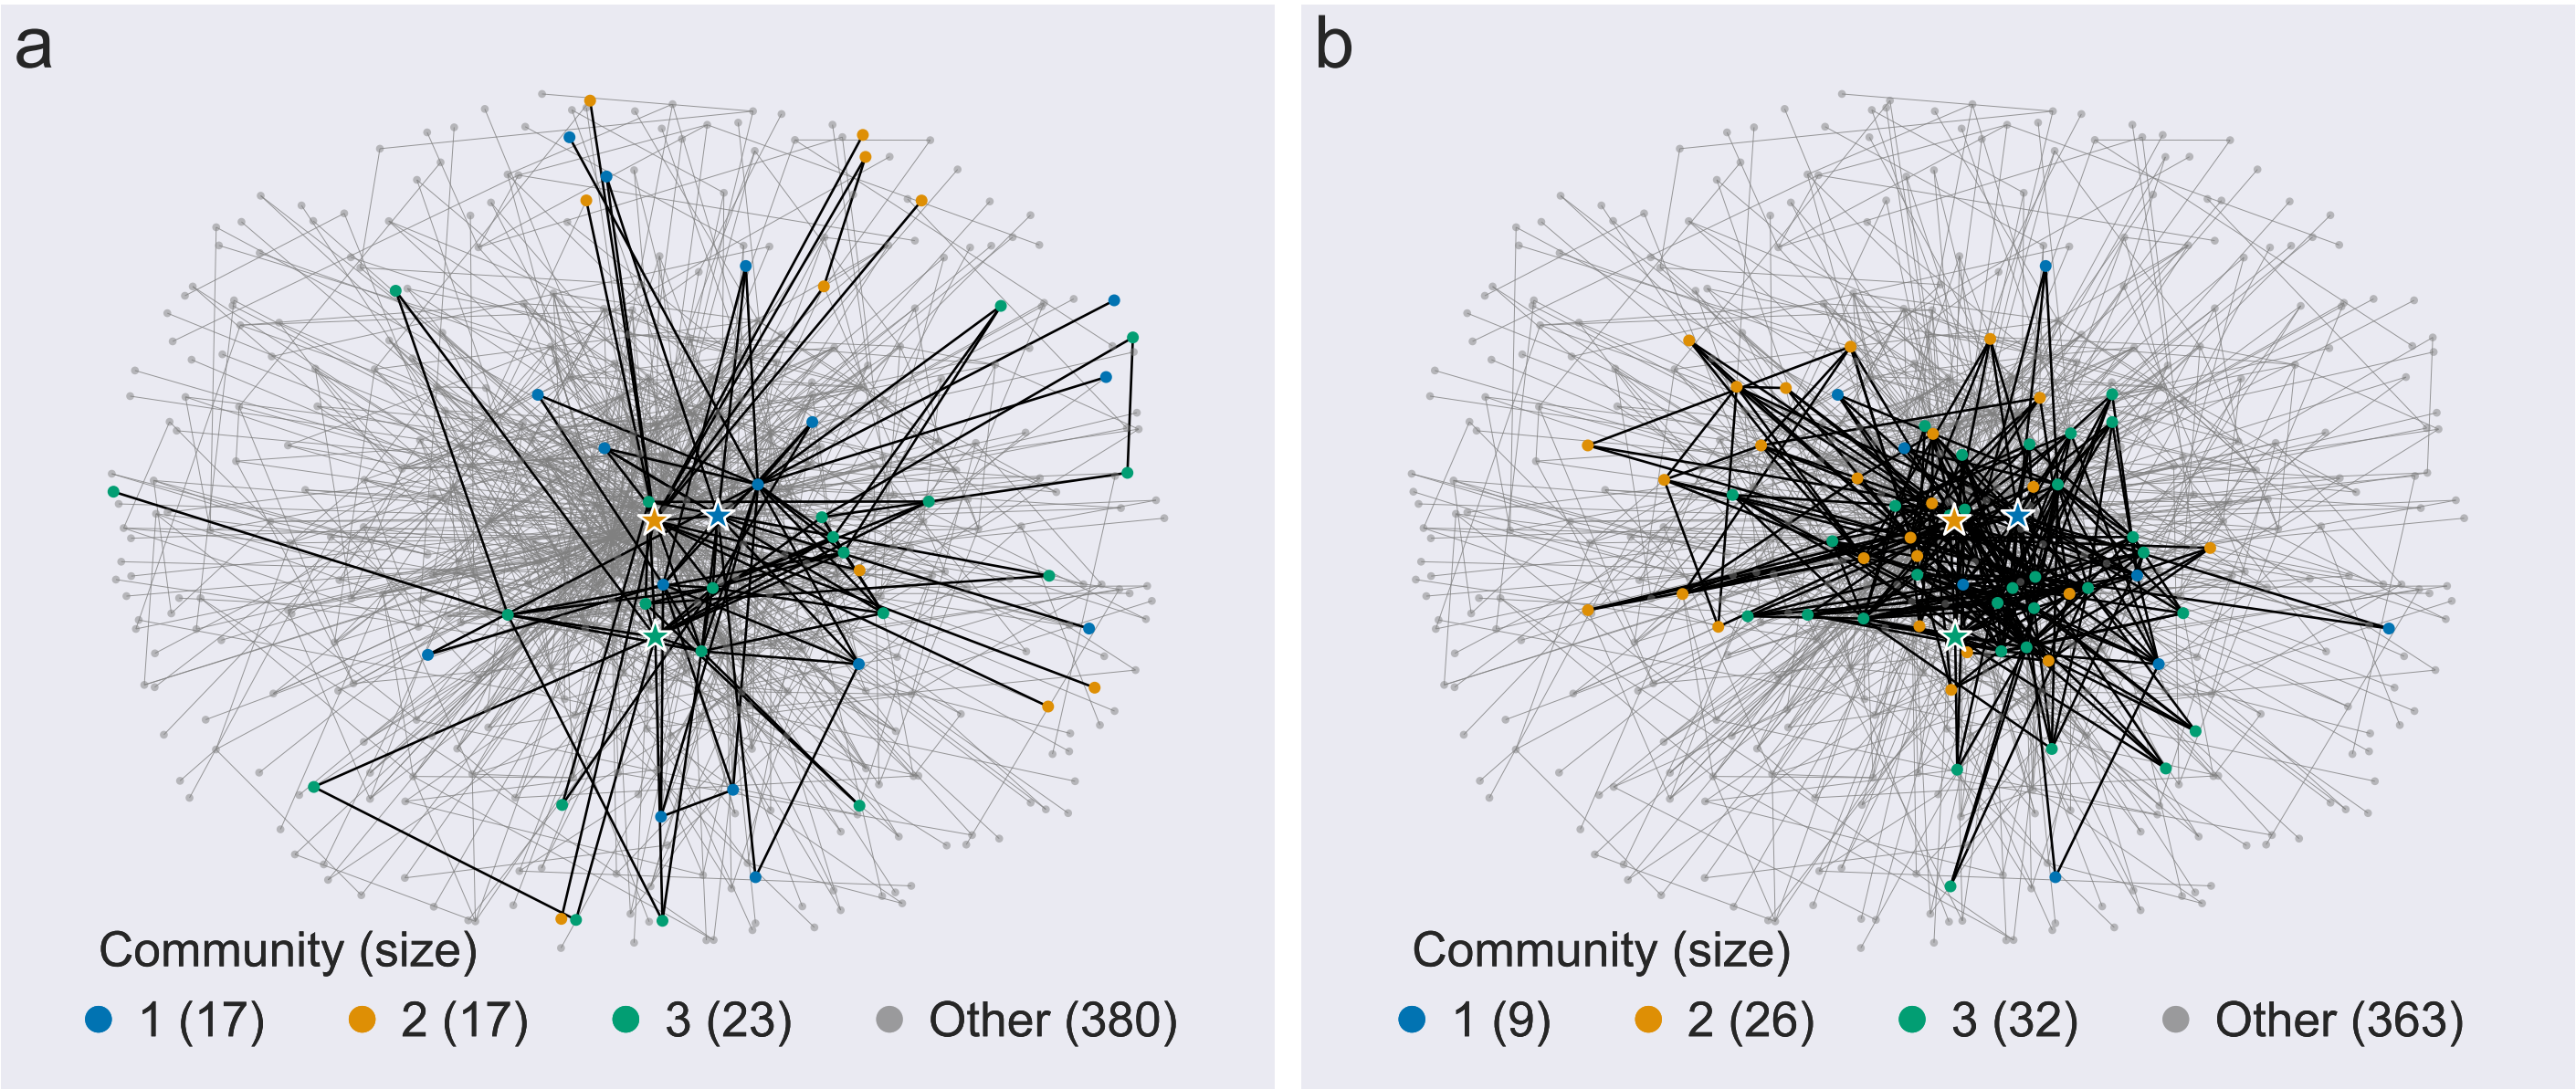 a
Community (size)
1 (17) 2 (17) 3 (23) Other (380)
b
Community (size)
1 (9) 2 (26) 3 (32) Other (363)